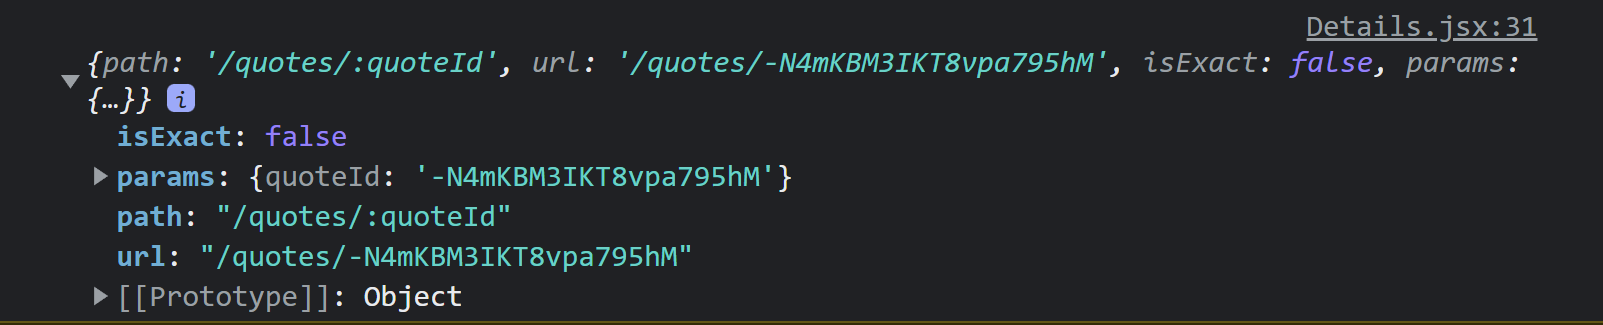 Details.jsx:31
{path: '/quotes/:quoteId', url: '/quotes/-N4mKBM3IKT8vpa795hM', isExact: false, params:
{…}} i
isExact: false
params: {quoteId: '-N4mKBM3IKT8vpa795hM'}
path: "/quotes/:quoteId"
url: "/quotes/-N4mKBM3IKT8vpa795hM"
[[Prototype]]: Object